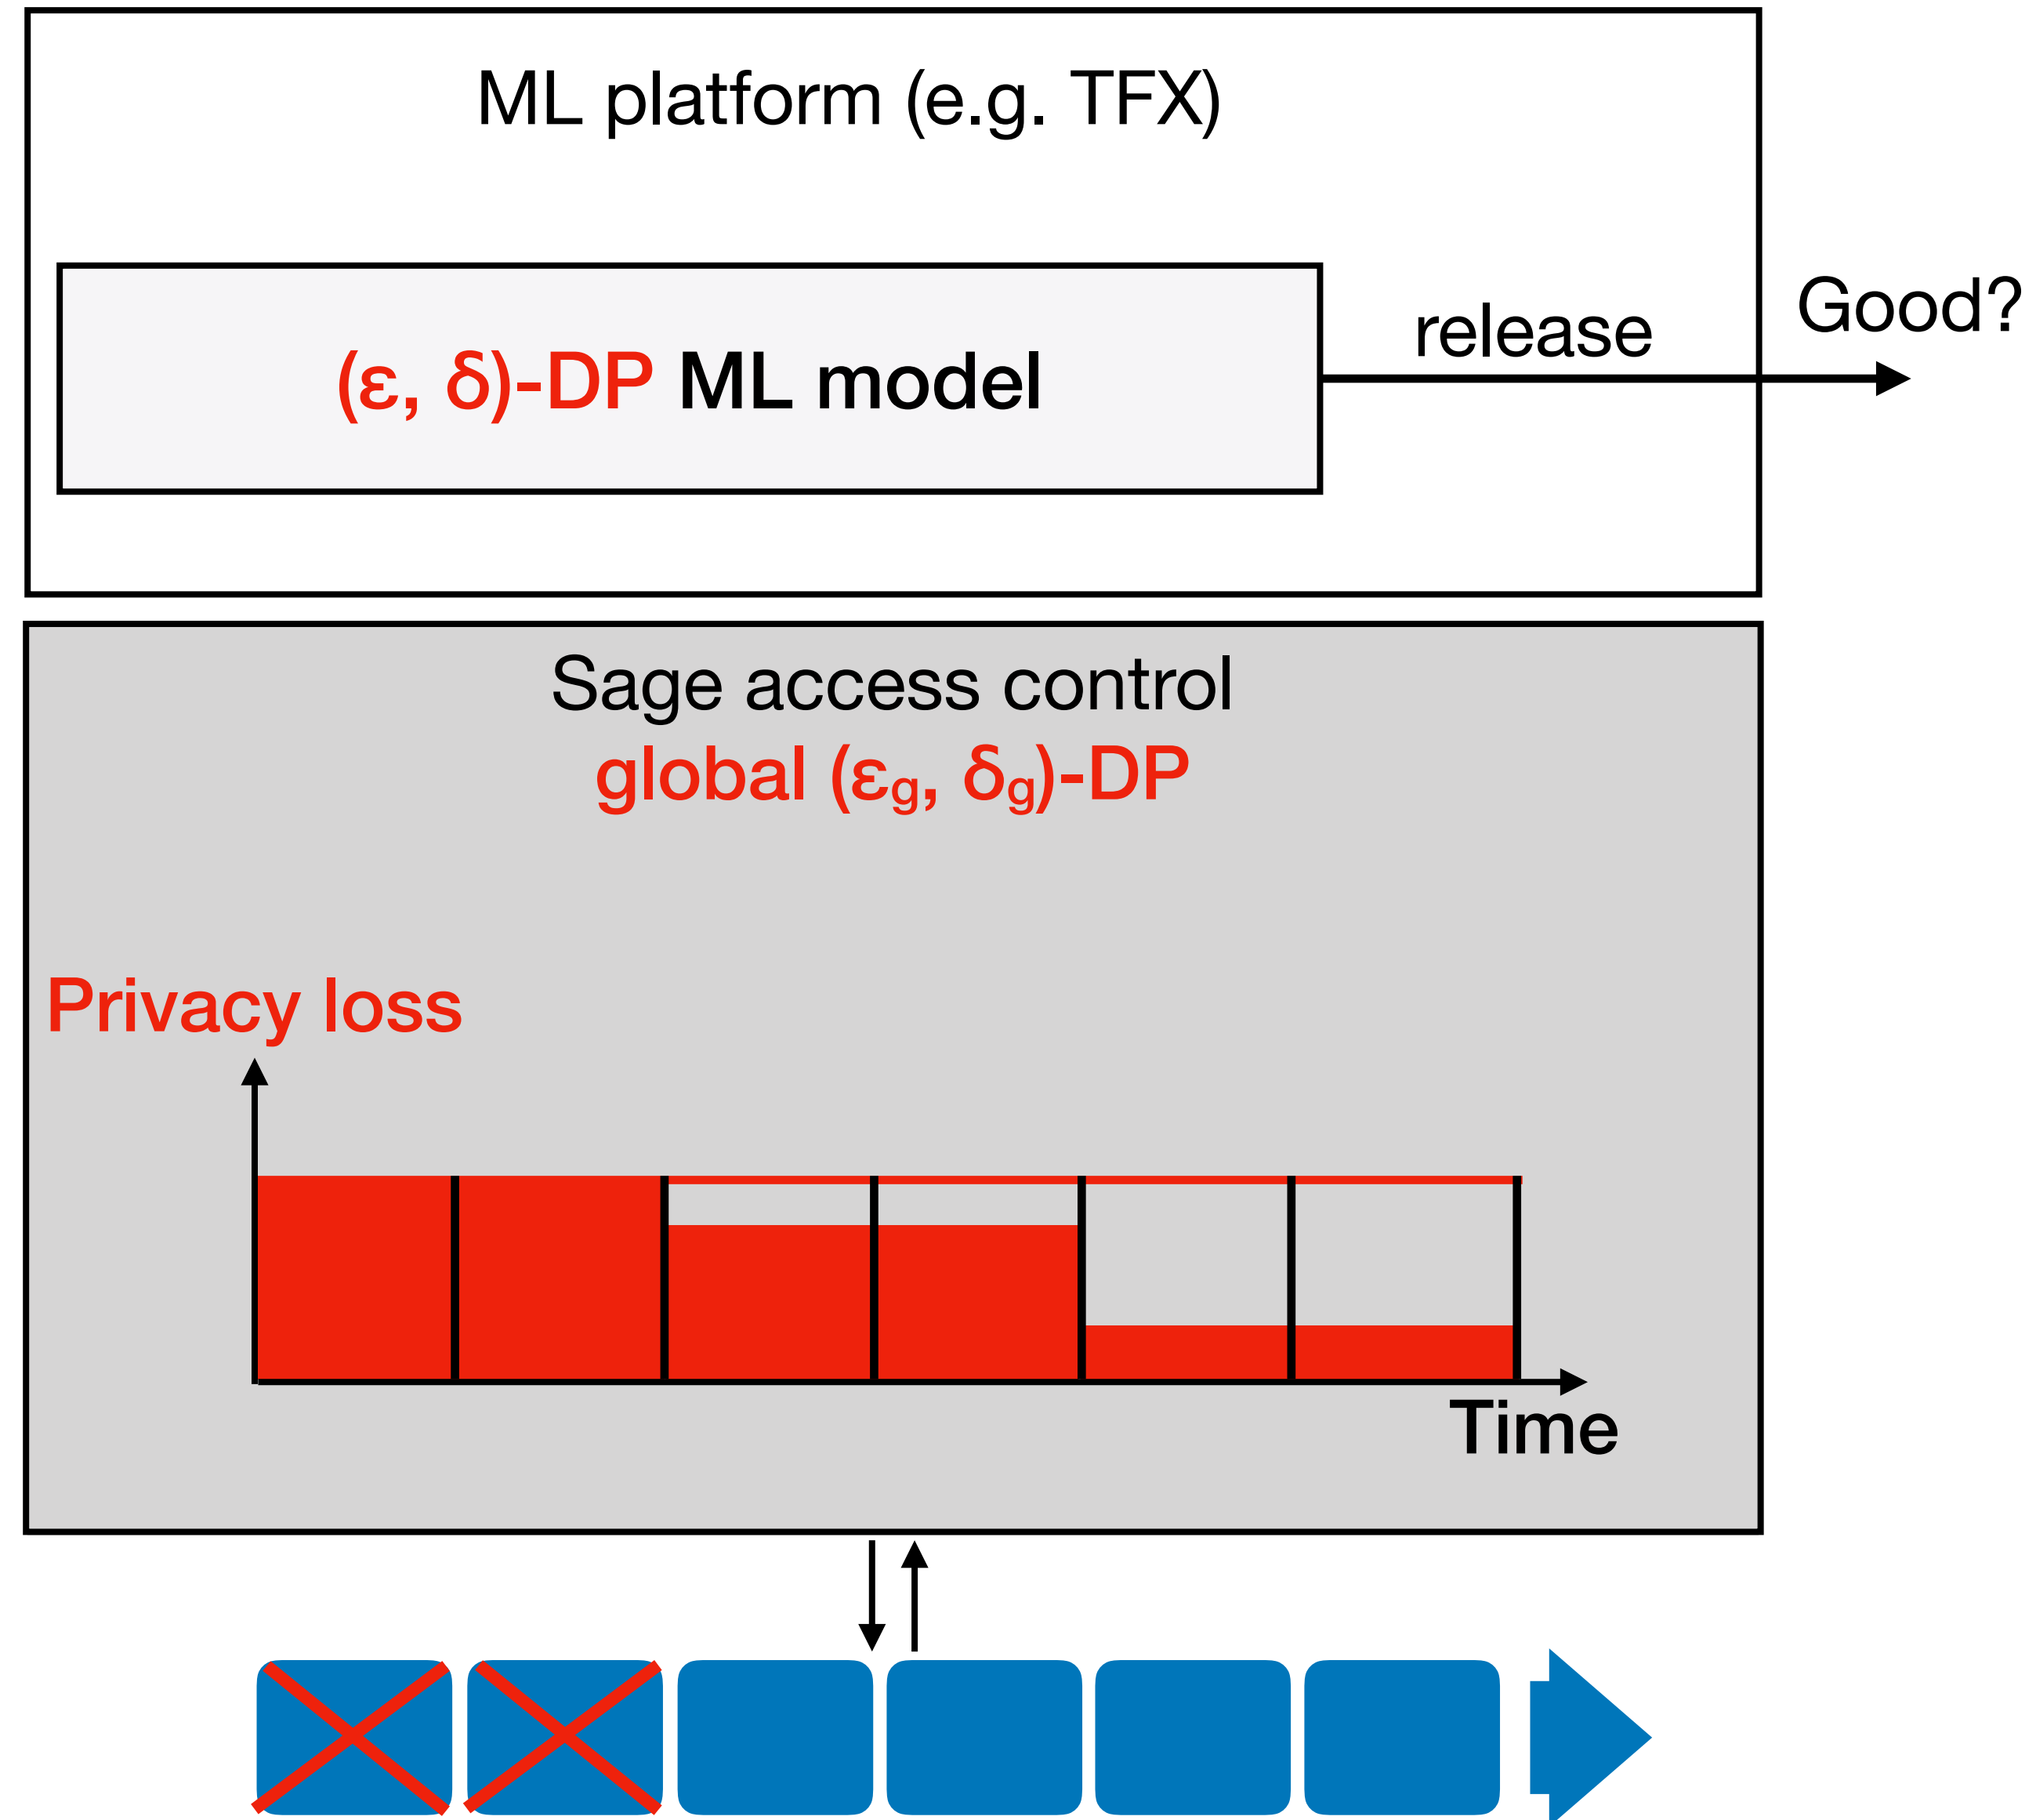 ML platform (e.g. TFX)
Good?
release
(ε, δ)-DP ML model
Sage access control
global (εg, δg)-DP
Privacy loss
Time